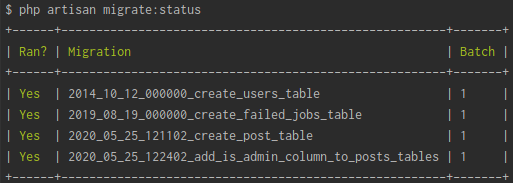 $ php artisan migrate:status
+------+------------------------------------------------------+-------+
| Ran? | Migration                                            | Batch |
+------+------------------------------------------------------+-------+
| Yes  | 2014_10_12_000000_create_users_table                 | 1     |
| Yes  | 2019_08_19_000000_create_failed_jobs_table           | 1     |
| Yes  | 2020_05_25_121102_create_post_table                  | 1     |
| Yes  | 2020_05_25_122402_add_is_admin_column_to_posts_tables | 1     |
+------+------------------------------------------------------+-------+